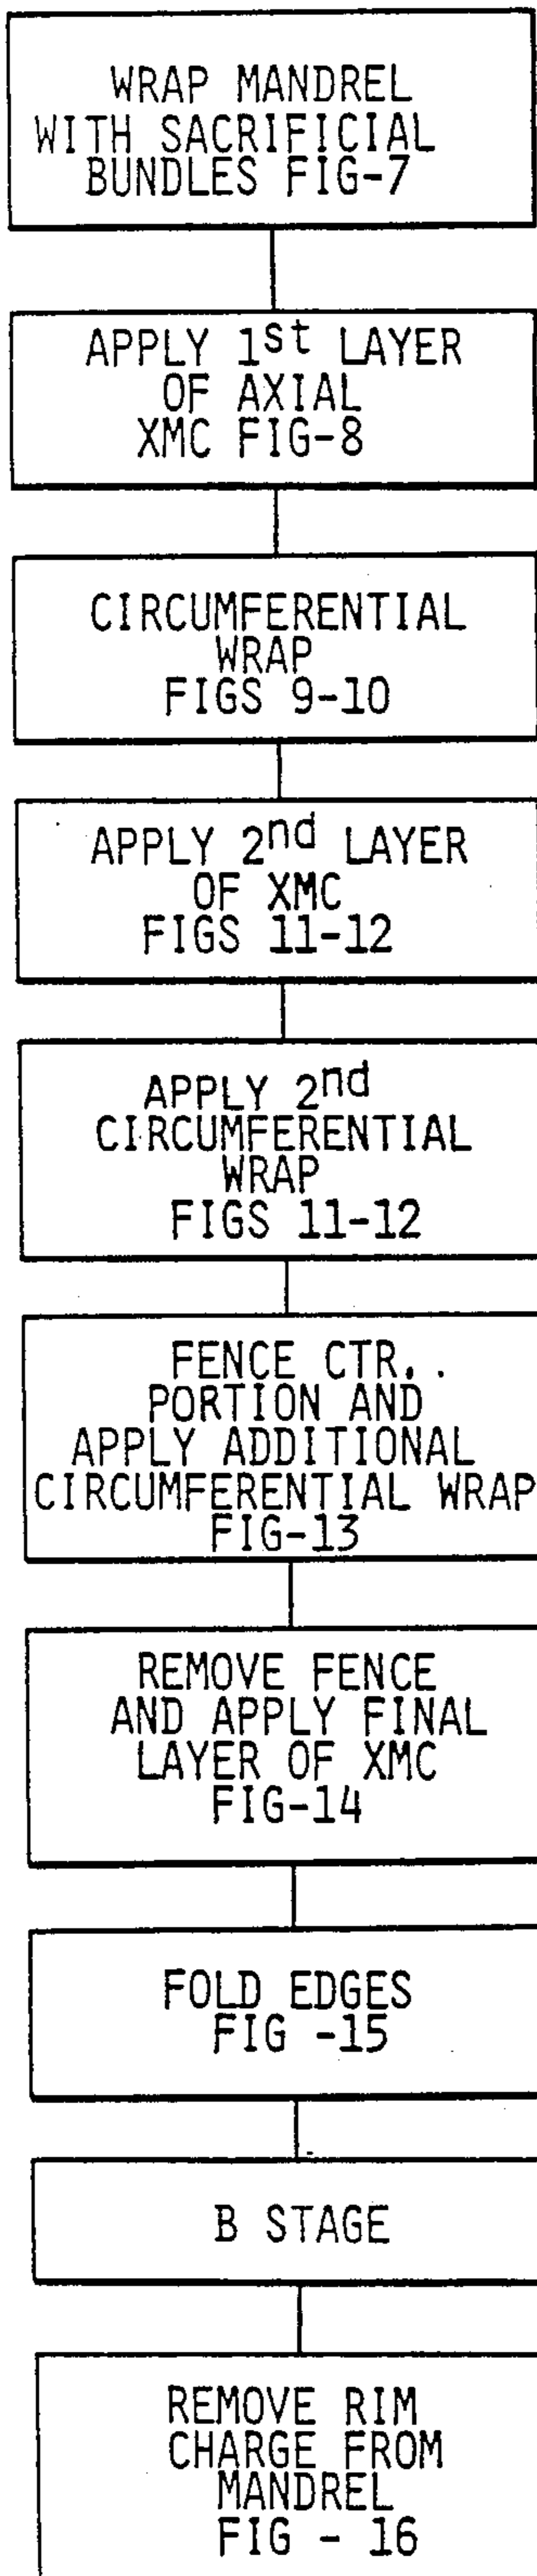 WRAP MANDREL
WITH SACRIFICIAL
BUNDLES FIG-7
APPLY 1st LAYER
OF AXIAL
XMC FIG-8
CIRCUMFERENTIAL
WRAP
FIGS 9-10
APPLY 2nd LAYER
OF XMC
FIGS 11-12
APPLY 2nd
CIRCUMFERENTIAL
WRAP
FIGS 11-12
FENCE CTR.
PORTION AND
APPLY ADDITIONAL
CIRCUMFERENTIAL WRAP
FIG-13
REMOVE FENCE
AND APPLY FINAL
LAYER OF XMC
FIG-14
FOLD EDGES
FIG -15
B STAGE
REMOVE RIM
CHARGE FROM
MANDREL
FIG - 16